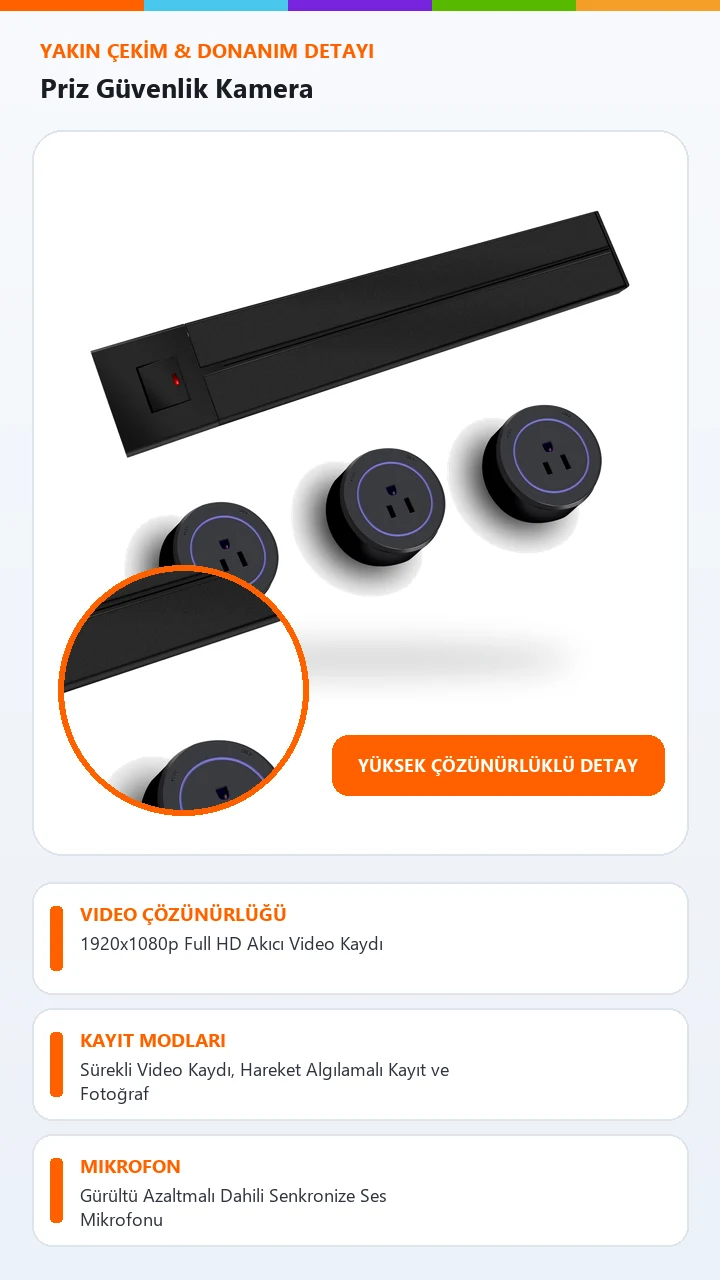 YAKIN ÇEKİM & DONANIM DETAYI
Priz Güvenlik Kamera
YÜKSEK ÇÖZÜNÜRLÜKLÜ DETAY
VIDEO ÇÖZÜNÜRLÜĞÜ
1920x1080p Full HD Akıcı Video Kaydı
KAYIT MODLARI
Sürekli Video Kaydı, Hareket Algılamalı Kayıt ve
Fotoğraf
MIKROFON
Gürültü Azaltmalı Dahili Senkronize Ses
Mikrofonu